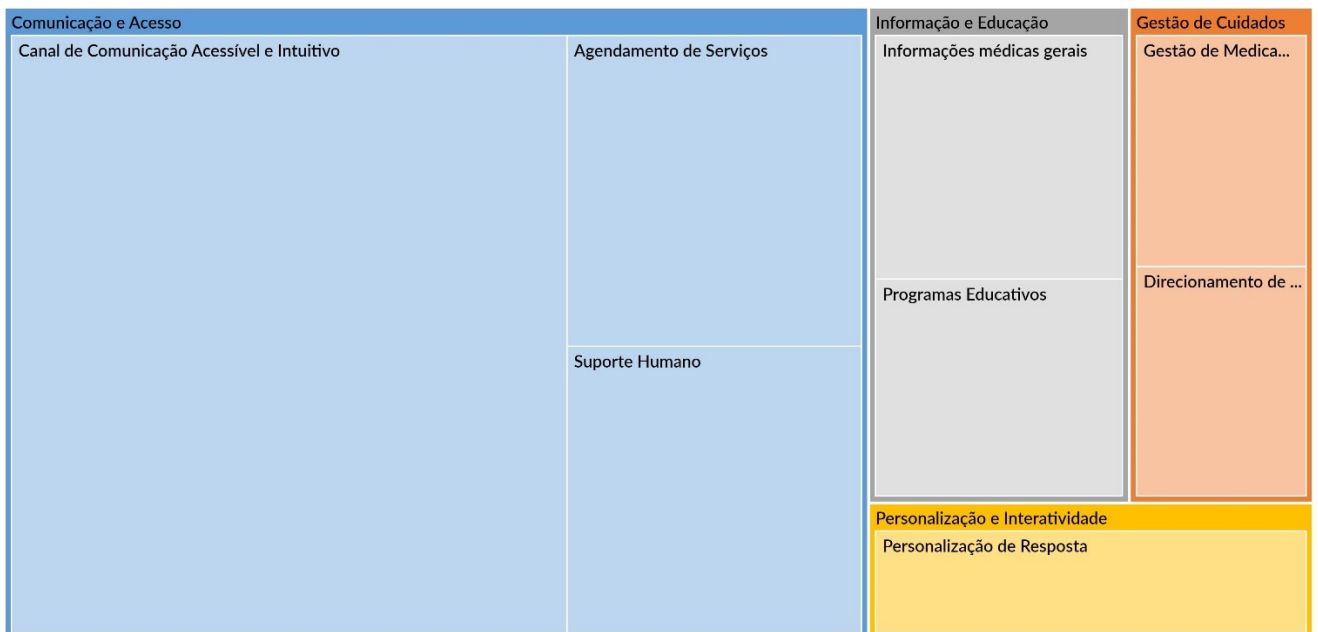 Comunicação e Acesso
Canal de Comunicação Acessível e Intuitivo
Agendamento de Serviços
Suporte Humano
Informação e Educação
Informações médicas gerais
Programas Educativos
Gestão de Cuidados
Gestão de Medica...
Direcionamento de ...
Personalização e Interatividade
Personalização de Resposta